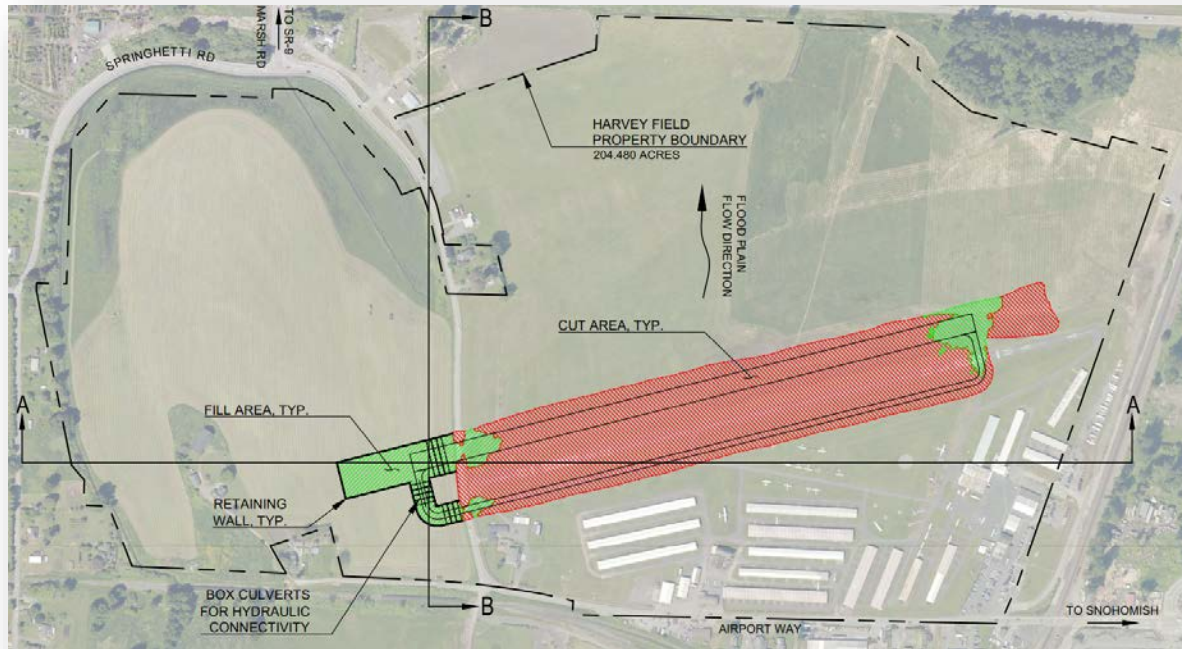 TO SR-9
MARSH RD
SPRINGHETTI RD
B
HARVEY FIELD
PROPERTY BOUNDARY
204.480 ACRES
FLOOD PLAIN
FLOW DIRECTION
CUT AREA, TYP.
A
A
FILL AREA, TYP.
RETAINING
WALL, TYP.
BOX CULVERTS
FOR HYDRAULIC
CONNECTIVITY
B
TO SNOHOMISH
AIRPORT WAY